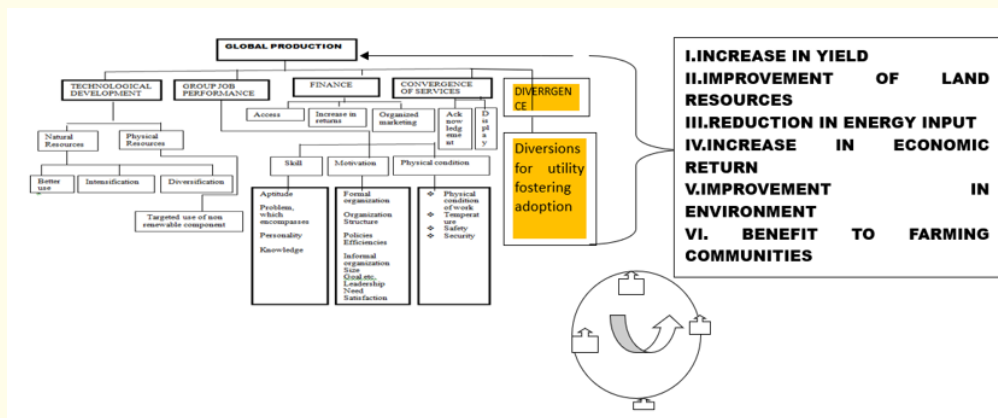 GLOBAL PRODUCTION
TECHNOLOGICAL
DEVELOPMENT
GROUP JOB
PERFORMANCE
FINANCE
CONVERGENCE
OF SERVICES
DIVERRGEN
CE
Access
Increase in
returns
Organized
marketing
Ack
now
ledg
eme
nt
D
is
pla
y
Natural
Resources
Physical
Resources
Skill
Motivation
Physical condition
Diversions
for utility
fostering
adoption
Better
use
Intensification
Diversification
Targeted use of non
renewable component
Aptitude
Problem,
which
encompasses
Personality
Knowledge
Formal
organization
Organization
Structure
Policies
Efficiencies
Informal
organization
Size
Goal etc.
Leadership
Need
Satisfaction
❖ Physical
condition
of work
❖ Temperat
use
❖ Safety
❖ Security
I.INCREASE IN YIELD
II.IMPROVEMENT OF LAND
RESOURCES
III.REDUCTION IN ENERGY INPUT
IV.INCREASE IN ECONOMIC
RETURN
V.IMPROVEMENT IN
ENVIRONMENT
VI. BENEFIT TO FARMING
COMMUNITIES